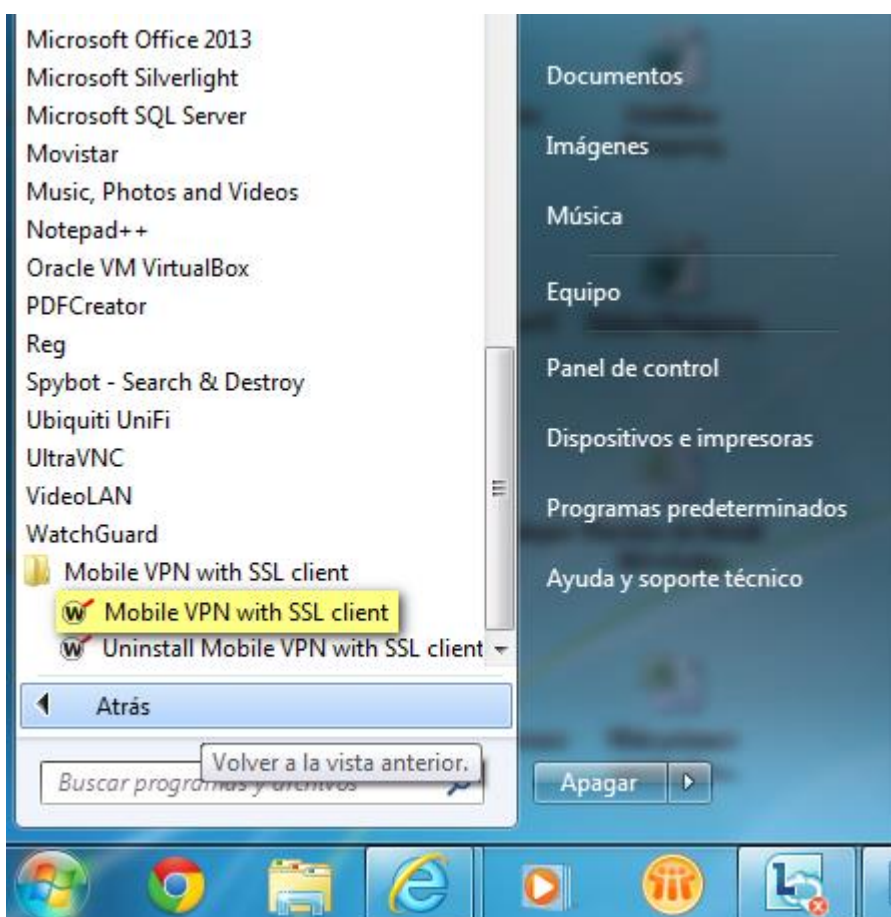 Microsoft Office 2013
Microsoft Silverlight
Microsoft SQL Server
Movistar
Music, Photos and Videos
Notepad++
Oracle VM VirtualBox
PDFCreator
Reg
Spybot - Search & Destroy
Ubiquiti UniFi
UltraVNC
VideoLAN
WatchGuard
Mobile VPN with SSL client
Mobile VPN with SSL client
Uninstall Mobile VPN with SSL client
Atrás
Volver a la vista anterior.
Buscar programas y archivos
Documentos
Imágenes
Música
Equipo
Panel de control
Dispositivos e impresoras
Programas predeterminados
Ayuda y soporte técnico
Apagar